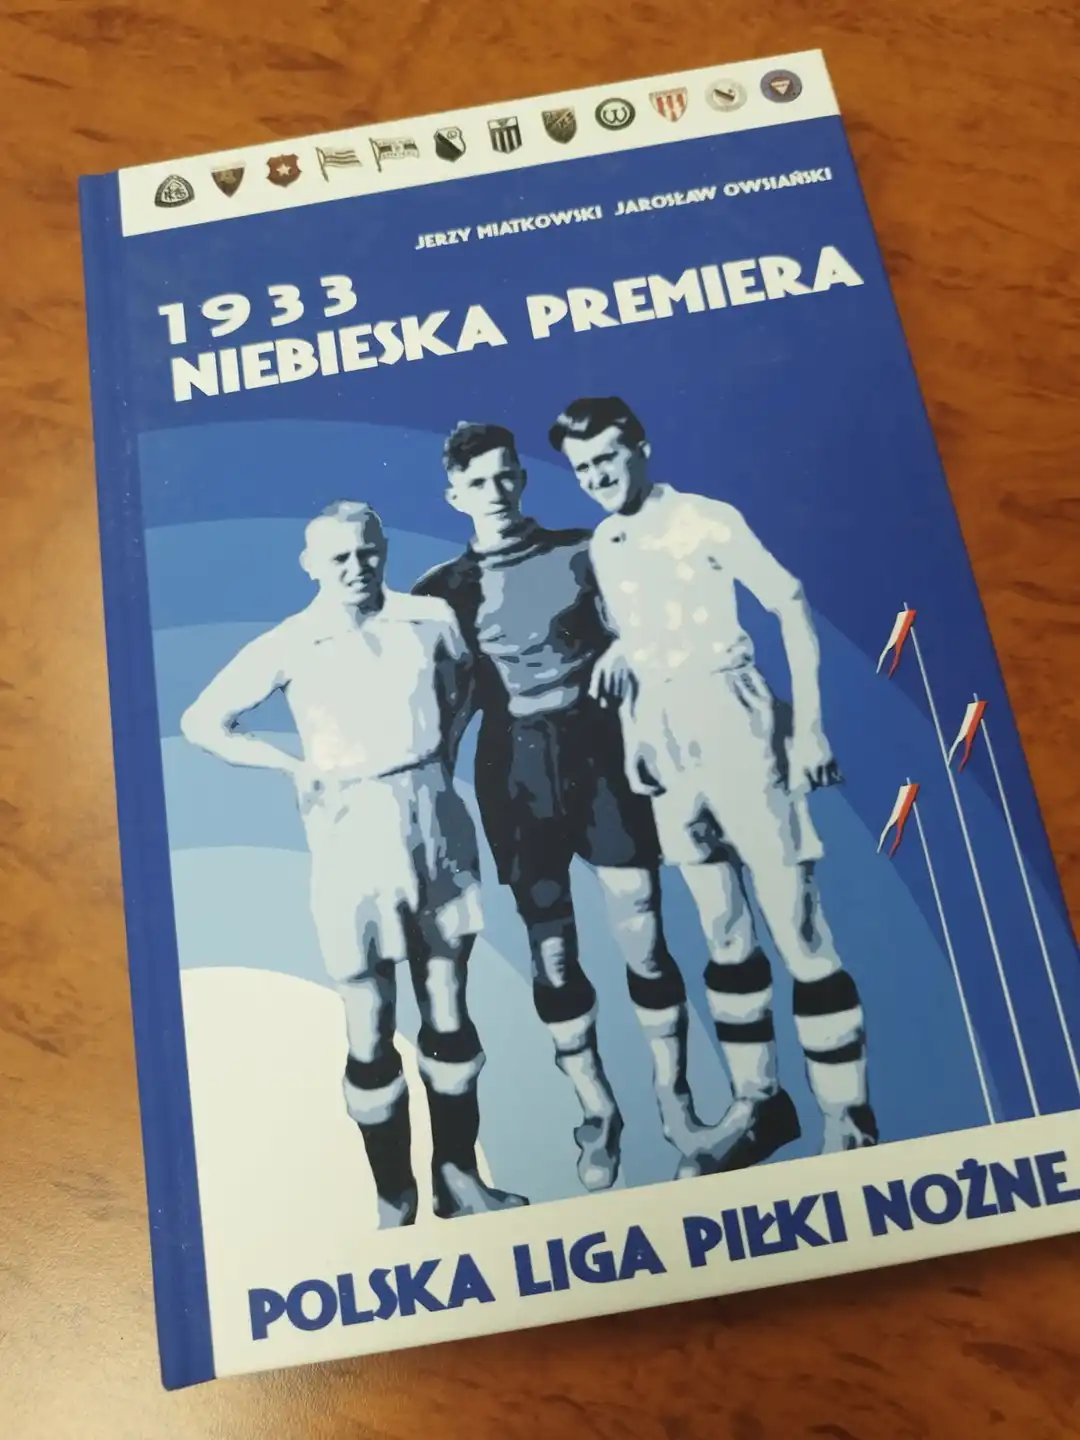 JERZY MIATKOWSKI JAROSŁAW OWSIAŃSKI
1933
NIEBIESKA PREMIERA
POLSKA LIGA PIŁKI NOŻNE